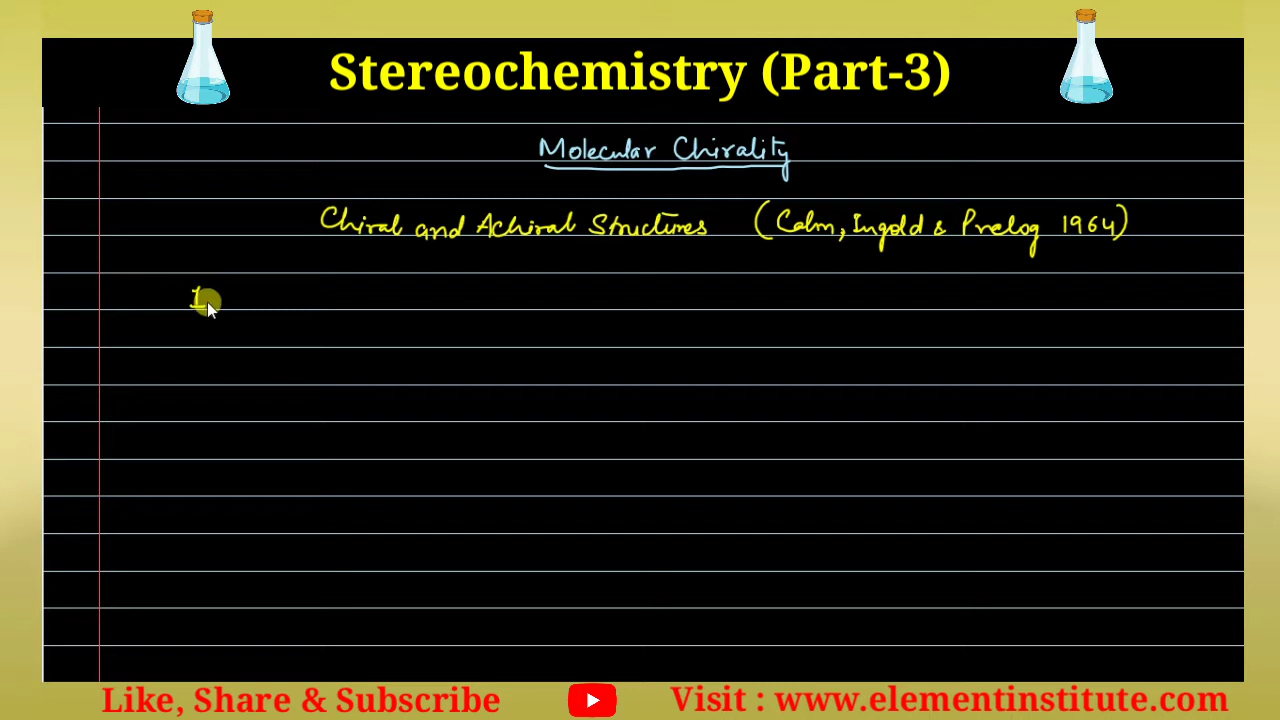 Stereochemistry (Part-3)
Molecular Chirality
Chiral and Achiral Structures (Cahn, Ingold & Prelog 1964)
1
Like, Share & Subscribe
Visit : www.elementinstitute.com